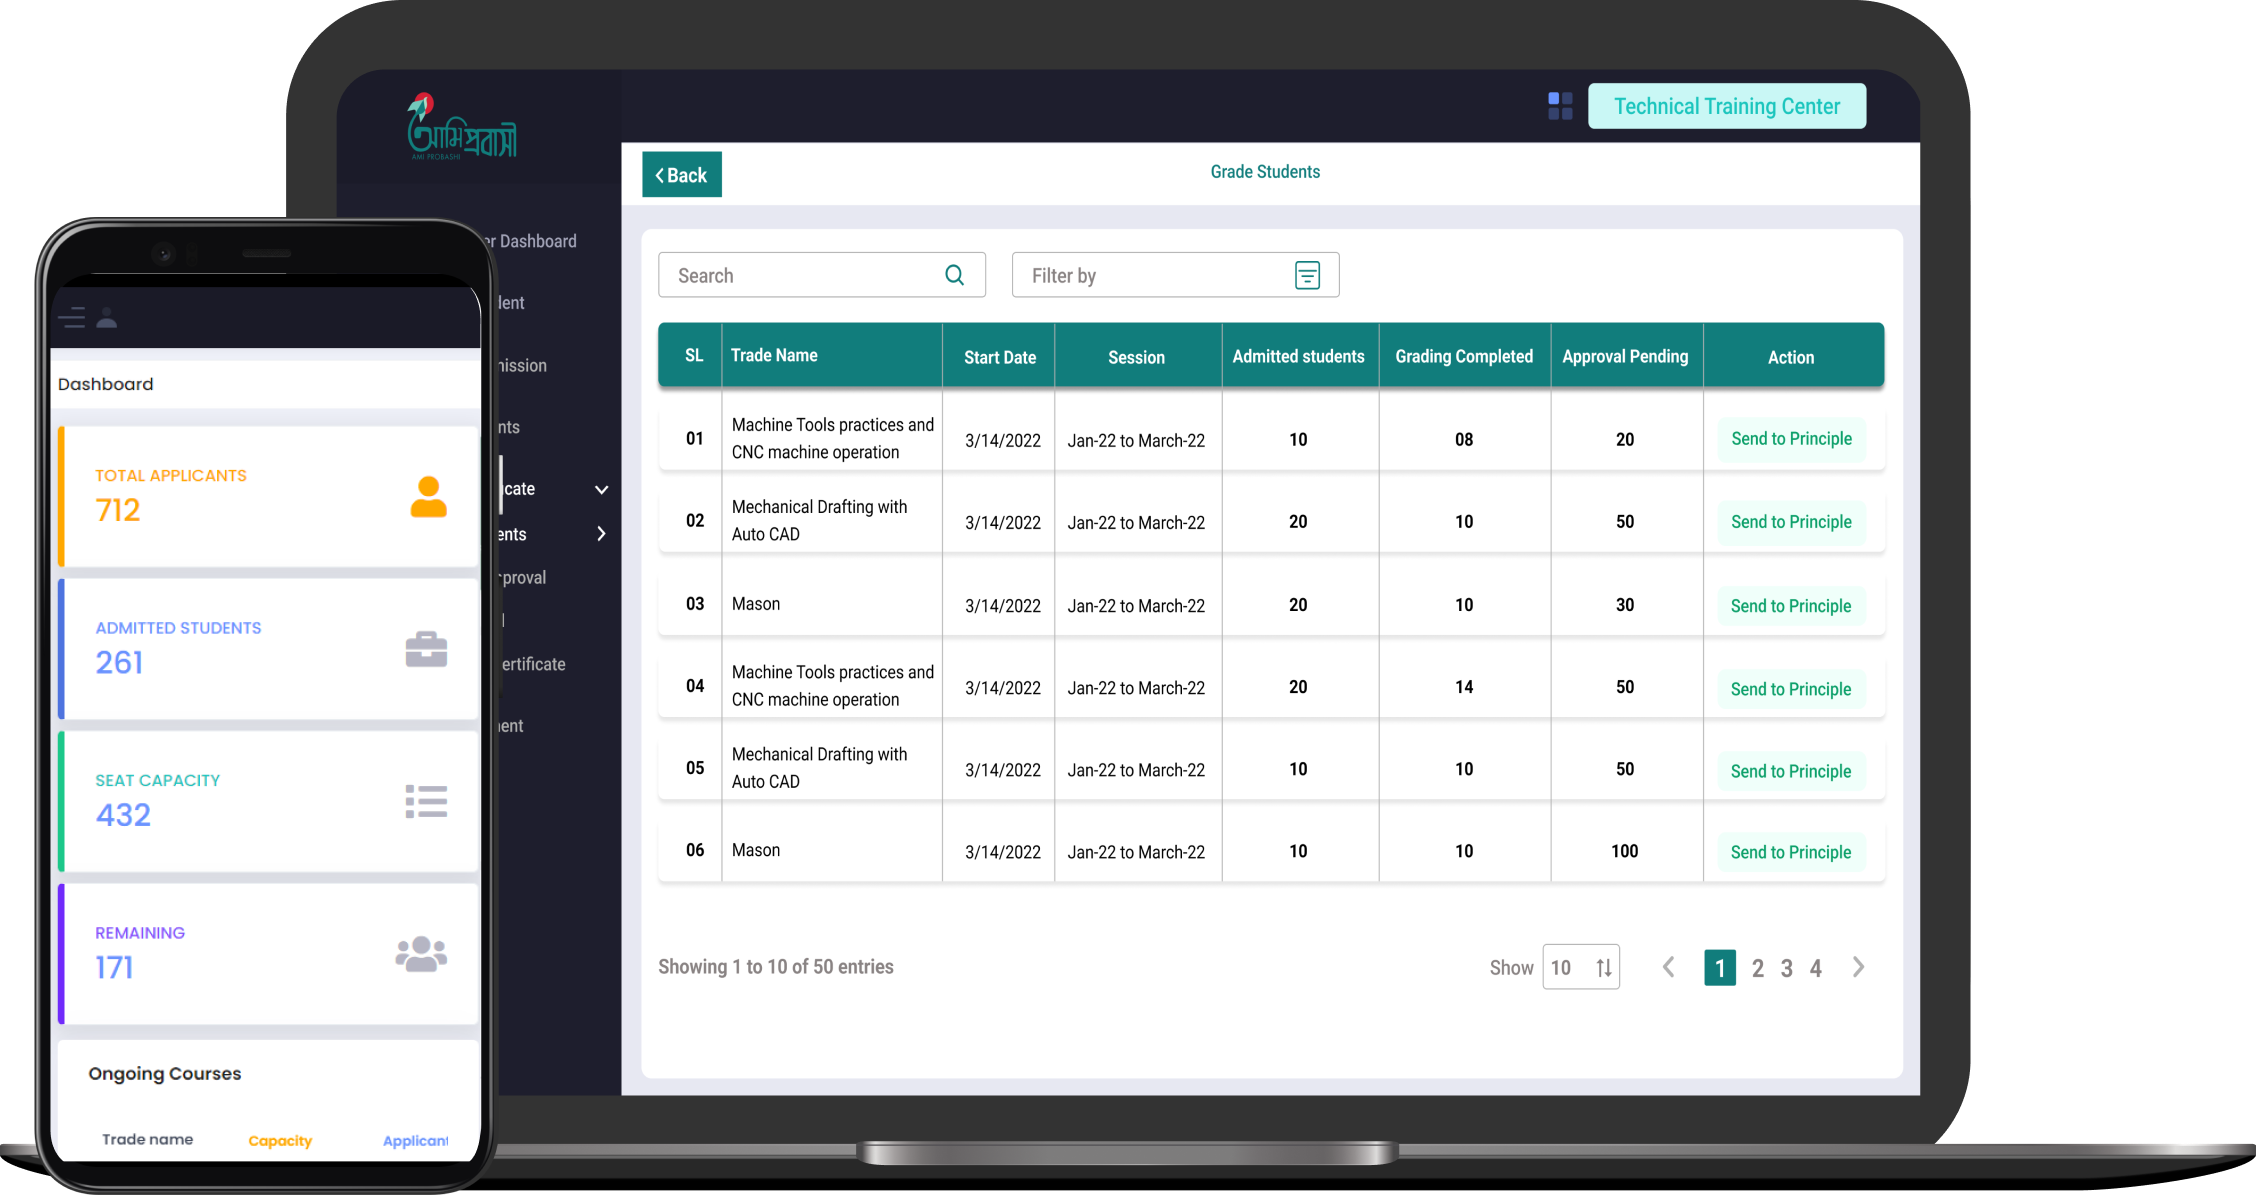 আমি প্রবাসী
AMI PROBASHI
Technical Training Center
Back
Grade Students
Dashboard
Search
Filter by
SL Trade Name Start Date Session Admitted students Grading Completed Approval Pending Action
01 Machine Tools practices and CNC machine operation 3/14/2022 Jan-22 to March-22 10 08 20 Send to Principle
02 Mechanical Drafting with Auto CAD 3/14/2022 Jan-22 to March-22 20 10 50 Send to Principle
03 Mason 3/14/2022 Jan-22 to March-22 20 10 30 Send to Principle
04 Machine Tools practices and CNC machine operation 3/14/2022 Jan-22 to March-22 20 14 50 Send to Principle
05 Mechanical Drafting with Auto CAD 3/14/2022 Jan-22 to March-22 10 10 50 Send to Principle
06 Mason 3/14/2022 Jan-22 to March-22 10 10 100 Send to Principle
Showing 1 to 10 of 50 entries
Show 10 1 2 3 4
Dashboard
TOTAL APPLICANTS
712
ADMITTED STUDENTS
261
SEAT CAPACITY
432
REMAINING
171
Ongoing Courses
Trade name Capacity Applicant